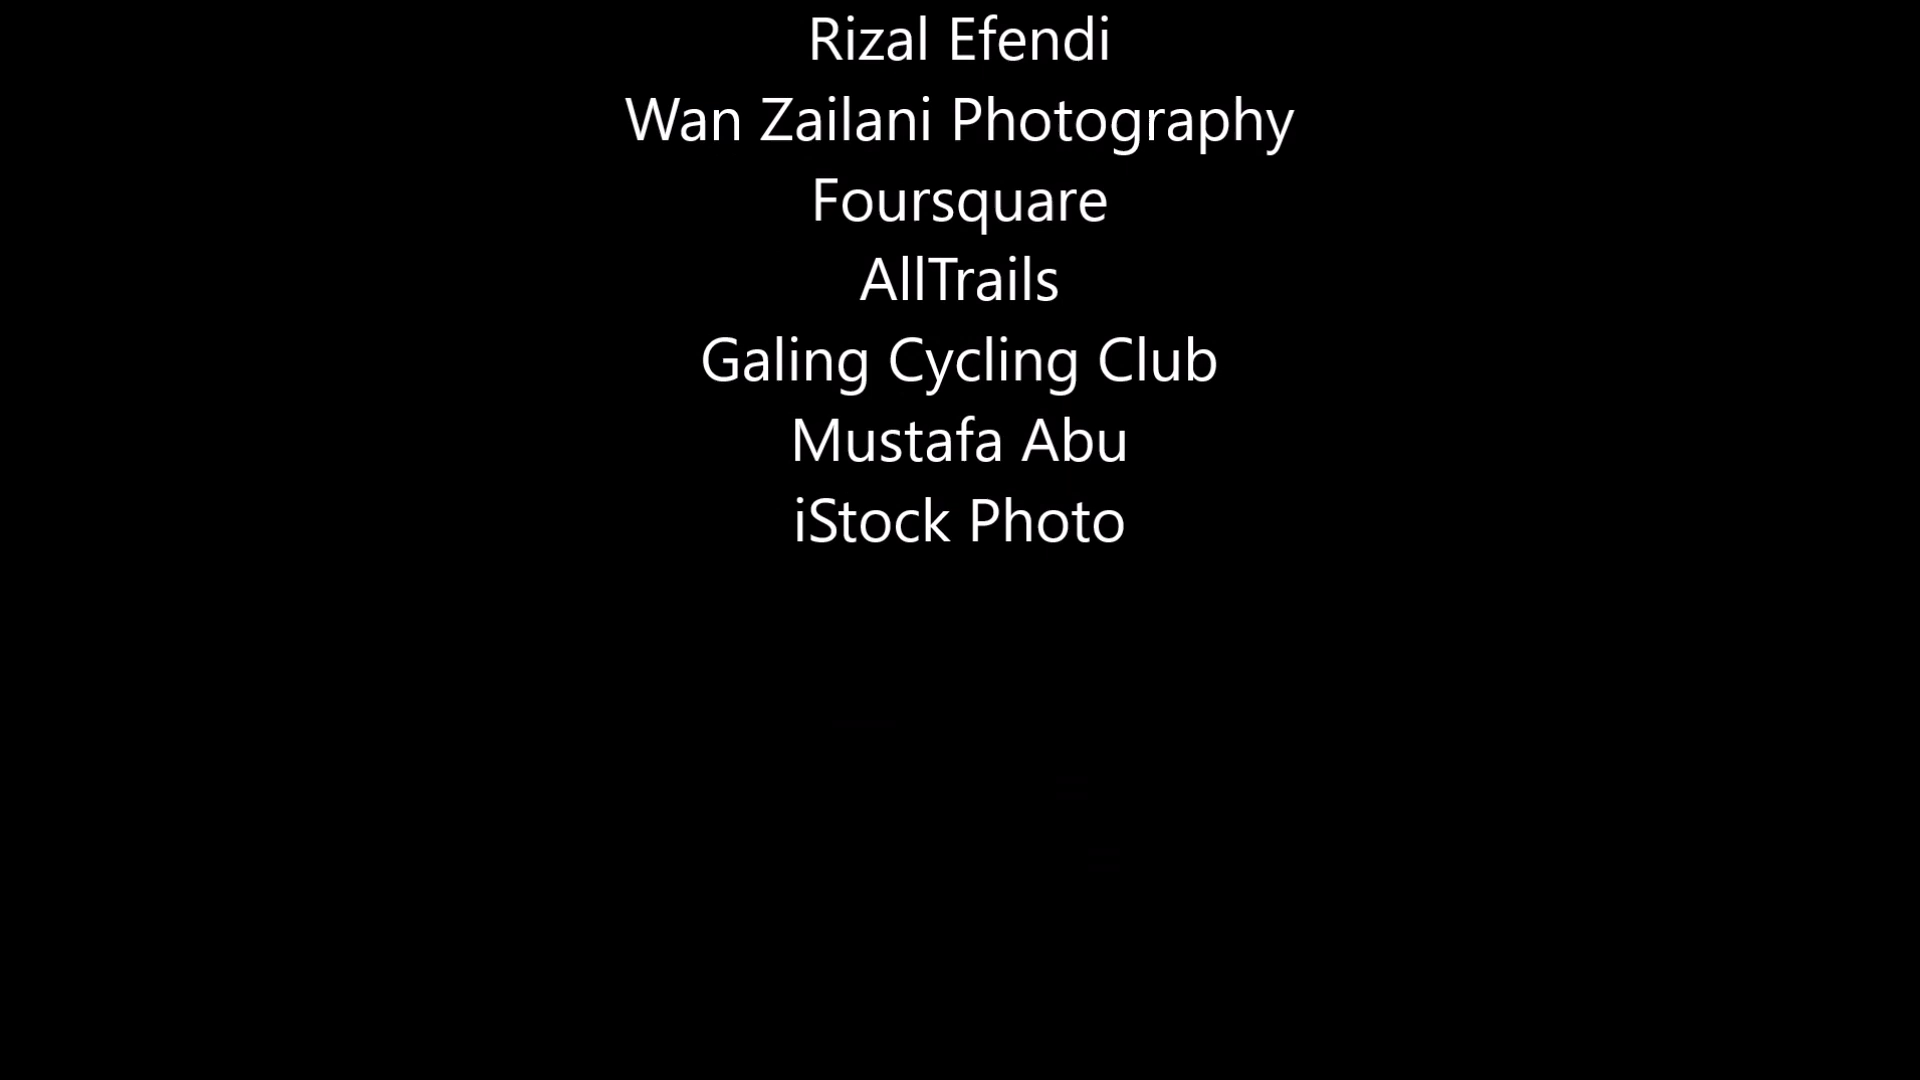 Rizal Efendi
Wan Zailani Photography
Foursquare
AllTrails
Galing Cycling Club
Mustafa Abu
iStock Photo